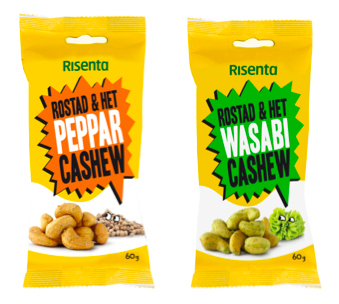 Risenta
ROSTAD & HET
PEPPAR
CASHEW
60g
Risenta
ROSTAD & HET
WASABI
CASHEW
60g